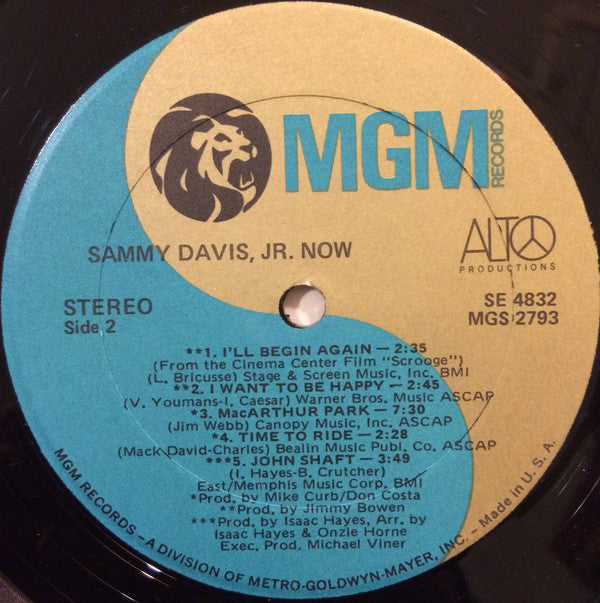 MGM RECORDS
ALTO
PRODUCTIONS
SAMMY DAVIS, JR. NOW
STEREO
Side 2
SE 4832
MGS 2793
**1. I'LL BEGIN AGAIN — 2:35
(From the Cinema Center Film "Scrooge")
(L. Bricusse) Stage & Screen Music, Inc. BMI
**2. I WANT TO BE HAPPY — 2:45
(V. Youmans-I. Caesar) Warner Bros. Music ASCAP
*3. MacARTHUR PARK — 7:30
(Jim Webb) Canopy Music, Inc. ASCAP
*4. TIME TO RIDE — 2:28
(Mack David-Charles) Bealin Music Publ. Co. ASCAP
***5. JOHN SHAFT — 3:49
(I. Hayes-B. Crutcher)
East/Memphis Music Corp. BMI
*Prod. by Mike Curb/Don Costa
**Prod. by Jimmy Bowen
***Prod. by Isaac Hayes, Arr. by
Isaac Hayes & Onzie Horne
Exec. Prod. Michael Viner
MGM RECORDS – A DIVISION OF METRO-GOLDWYN-MAYER, INC. – Made in U.S.A.